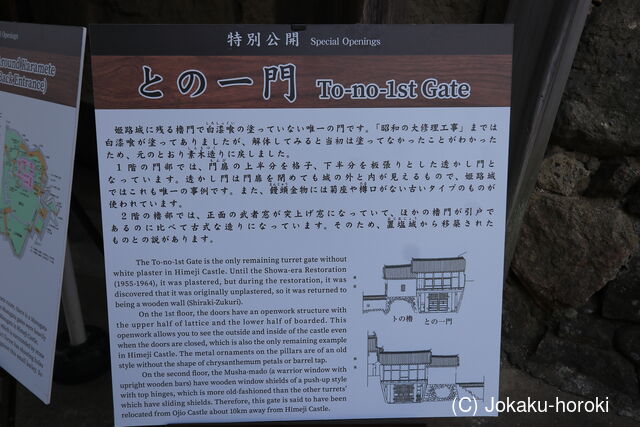 l Openings
Around Karamete
Back Entrance)
特別公開 Special Openings
との一門 To-no-1st Gate
姫路城に残る櫓門で白漆喰の塗っていない唯一の門です。「昭和の大修理工事」までは
白漆喰が塗ってありましたが、解体してみると当初は塗ってなかったことがわかっ
たため、元のとおり素木造りに戻しました。
1階の門部では、門扉の上半分を格子、下半分を板張りとした透かし門と
なっています。透かし門は門扉を閉めても城の外と内が見えるもので、姫路城
ではこれも唯一の事例です。また、饅頭金物には菊座や樽口がない古いタイプのものが
使われています。
2階の櫓部では、正面の武者窓が突上げ窓になっていて、ほかの櫓門が引戸で
あるのに比べて古式な造りになっています。そのため、置塩城から移築された
ものとの説があります。
The To-no-1st Gate is the only remaining turret gate without
white plaster in Himeji Castle. Until the Showa-era Restoration
(1955-1964), it was plastered, but during the restoration, it was
discovered that it was originally unplastered, so it was returned to
being a wooden wall (Shiraki-Zukuri).
On the 1st floor, the doors have an openwork structure with
the upper half of lattice and the lower half of boarded. This
openwork allows you to see the outside and inside of the castle even
when the doors are closed, which is also the only remaining example
in Himeji Castle. The metal ornaments on the pillars are of an old
style without the shape of chrysanthemum petals or barrel tap.
On the second floor, the Musha-mado (a warrior window with
upright wooden bars) have wooden window shields of a push-up style
with top hinges, which is more old-fashioned than the other turrets'
which have sliding shields. Therefore, this gate is said to have been
relocated from Ojio Castle about 10km away from Himeji Castle.
トの櫓 との一門
(C) Jokaku-horoki